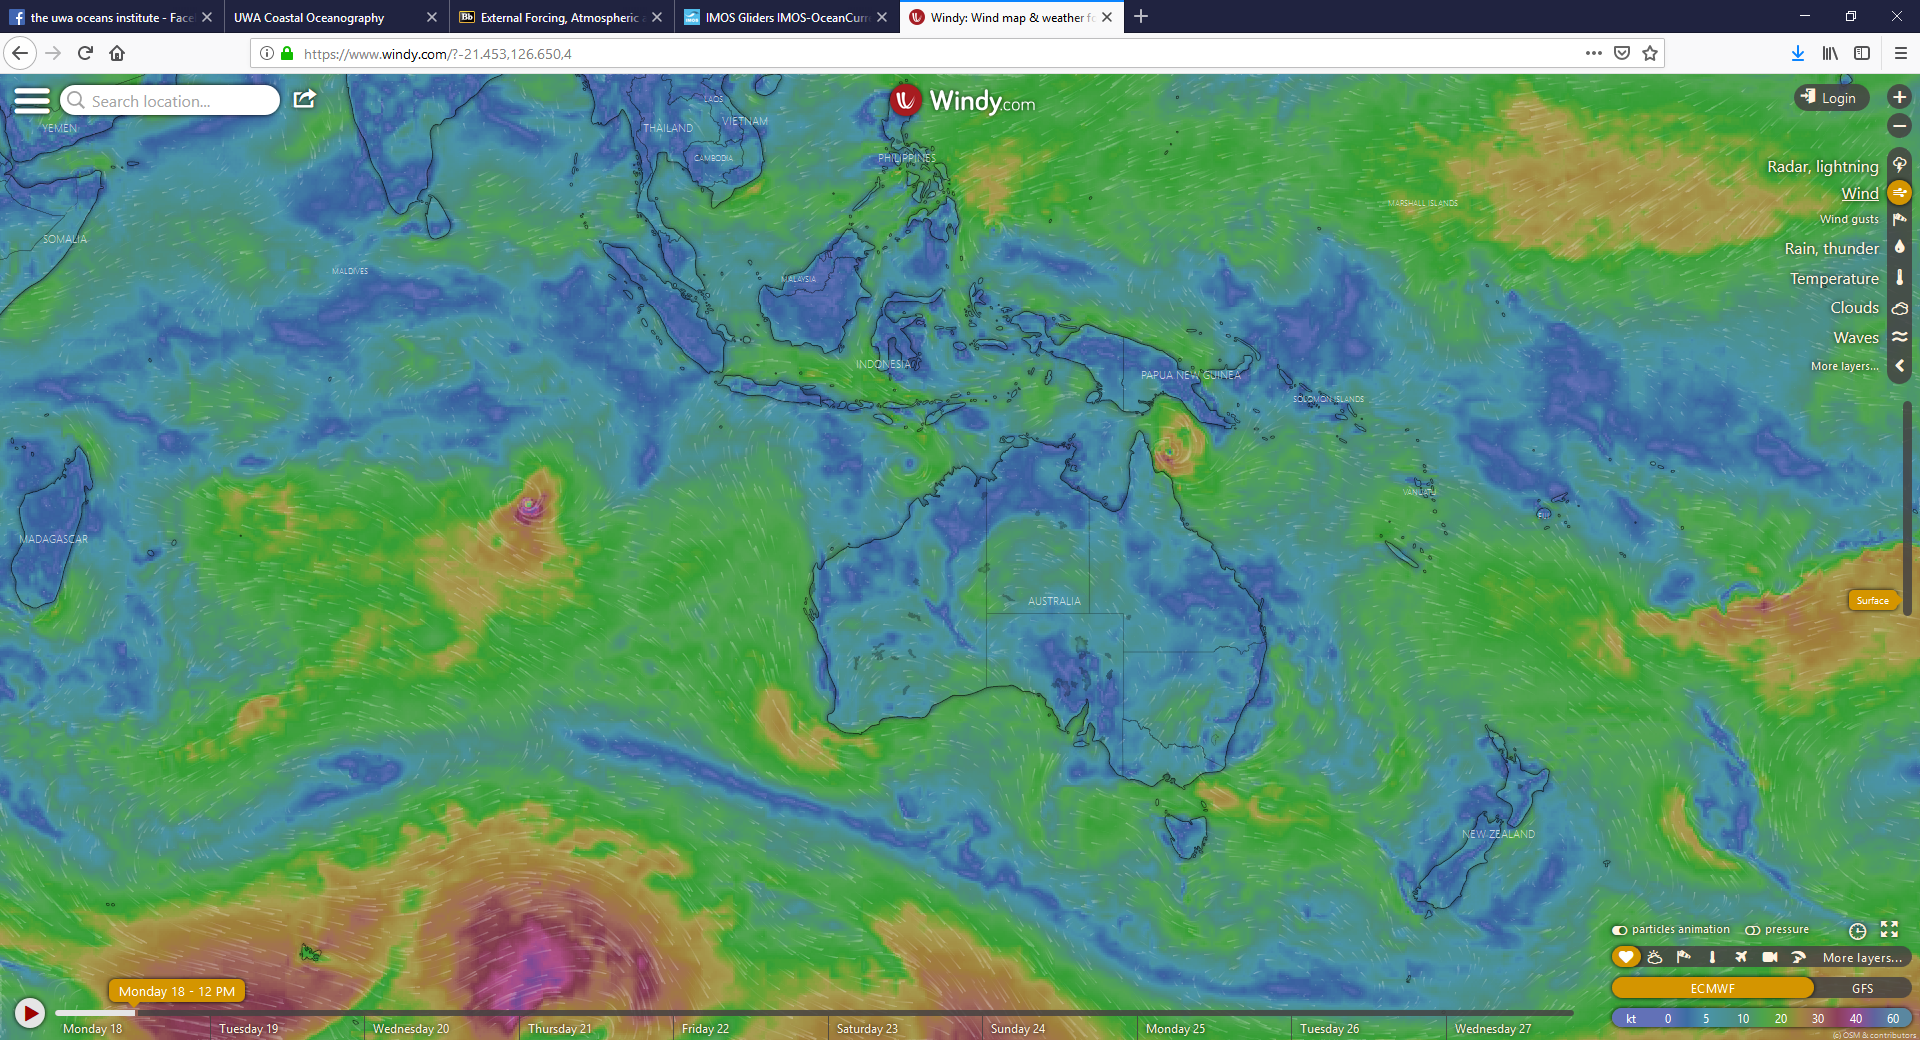 the uwa oceans institute - Face
UWA Coastal Oceanography
Bb External Forcing, Atmospheric a
IMOS Gliders IMOS-OceanCurr
Windy: Wind map & weather fo
https://www.windy.com/?-21.453,126.650,4
Search location...
Windy.com
Login
LAOS
VIETNAM
YEMEN
THAILAND
CAMBODIA
PHILIPPINES
Radar, lightning
Wind
MARSHALL ISLANDS
Wind gusts
SOMALIA
Rain, thunder
MALDIVES
MALAYSIA
Temperature
Clouds
Waves
INDONESIA
More layers...
PAPUA NEW GUINEA
SOLOMON ISLANDS
VANUATU
FIJI
MADAGASCAR
AUSTRALIA
Surface
NEW ZEALAND
particles animation
pressure
More layers...
Monday 18 - 12 PM
ECMWF
GFS
Monday 18
Tuesday 19
Wednesday 20
Thursday 21
Friday 22
Saturday 23
Sunday 24
Monday 25
Tuesday 26
Wednesday 27
kt 0 5 10 20 30 40 60
(c) OSM & contributors